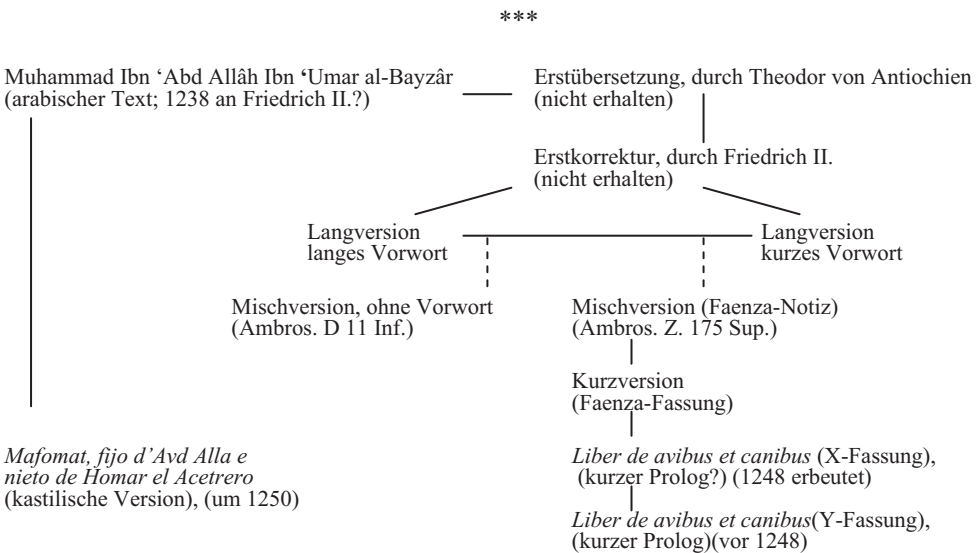 ***
Muhammad Ibn ‘Abd Allâh Ibn ‘Umar al-Bayzâr
(arabischer Text; 1238 an Friedrich II.?)
Erstübersetzung, durch Theodor von Antiochien
(nicht erhalten)
Erstkorrektur, durch Friedrich II.
(nicht erhalten)
Langversion
langes Vorwort
Langversion
kurzes Vorwort
Mischversion, ohne Vorwort
(Ambros. D 11 Inf.)
Mischversion (Faenza-Notiz)
(Ambros. Z. 175 Sup.)
Kurzversion
(Faenza-Fassung)
Mafomat, fijo d’Avd Alla e
nieto de Homar el Acetrero
(kastilische Version), (um 1250)
Liber de avibus et canibus (X-Fassung),
(kurzer Prolog?) (1248 erbeutet)
Liber de avibus et canibus(Y-Fassung),
(kurzer Prolog)(vor 1248)